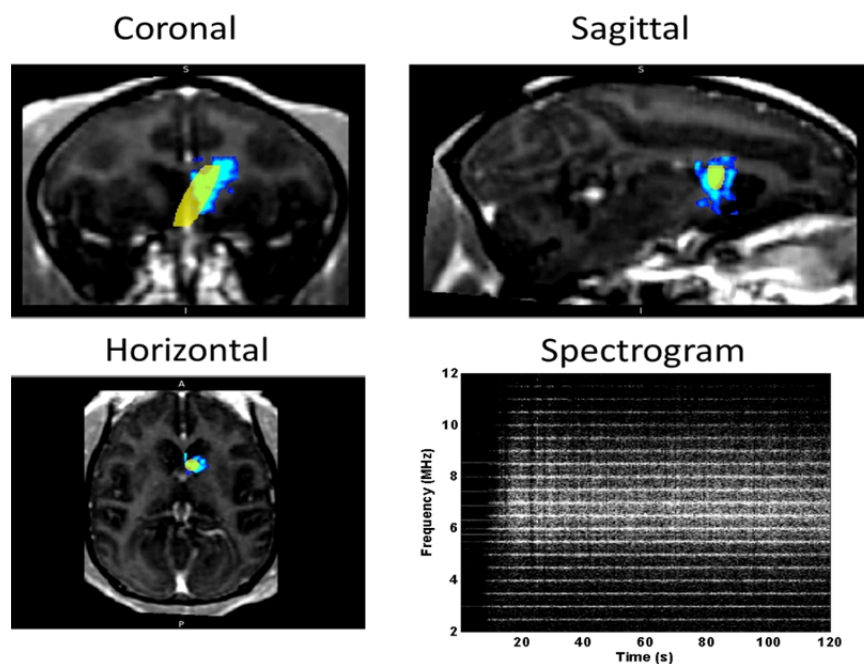 Coronal
Sagittal
S
S
I
I
Horizontal
Spectrogram
A
P
12
10
8
6
4
2
Frequency (MHz)
20 40 60 80 100 120
Time (s)